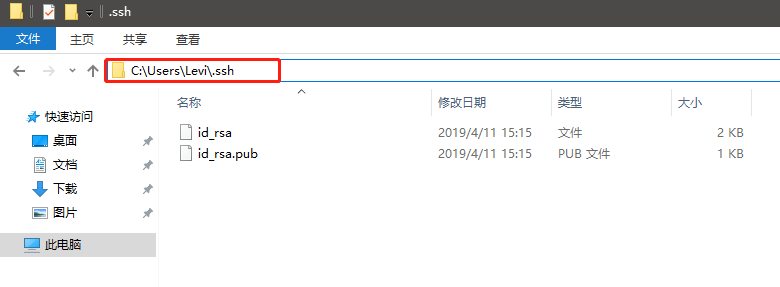 .ssh
文件 主页 共享 查看
C:\Users\Levi\.ssh
名称 修改日期 类型 大小
快速访问
桌面
文档
下载
图片
此电脑
id_rsa 2019/4/11 15:15 文件 2 KB
id_rsa.pub 2019/4/11 15:15 PUB 文件 1 KB